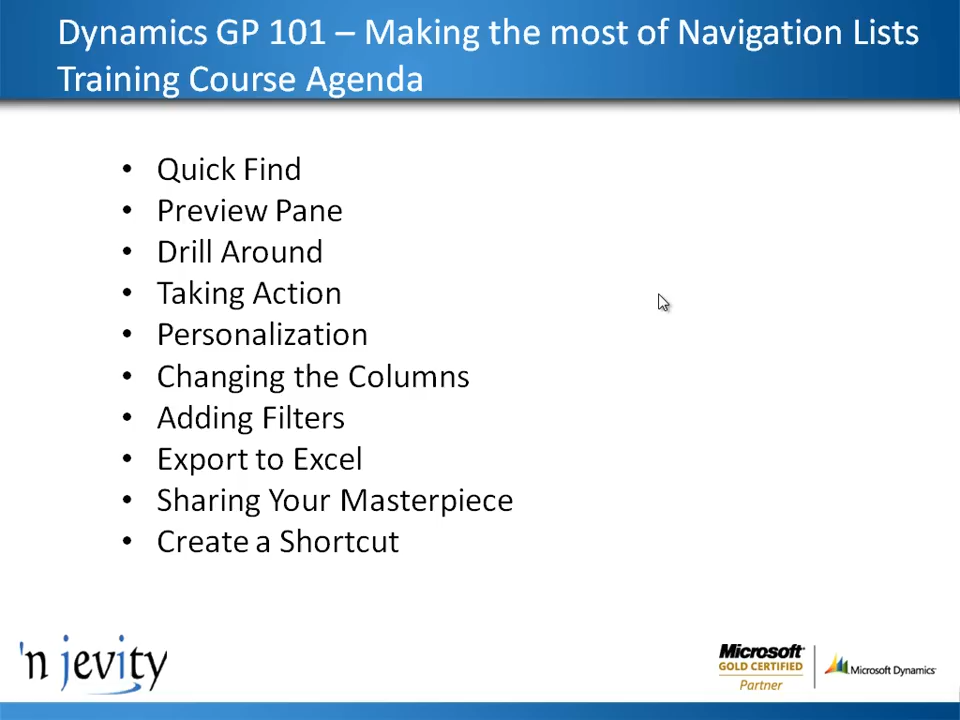 Dynamics GP 101 – Making the most of Navigation Lists
Training Course Agenda
• Quick Find
• Preview Pane
• Drill Around
• Taking Action
• Personalization
• Changing the Columns
• Adding Filters
• Export to Excel
• Sharing Your Masterpiece
• Create a Shortcut
'n jevity
Microsoft
GOLD CERTIFIED
Partner
Microsoft Dynamics